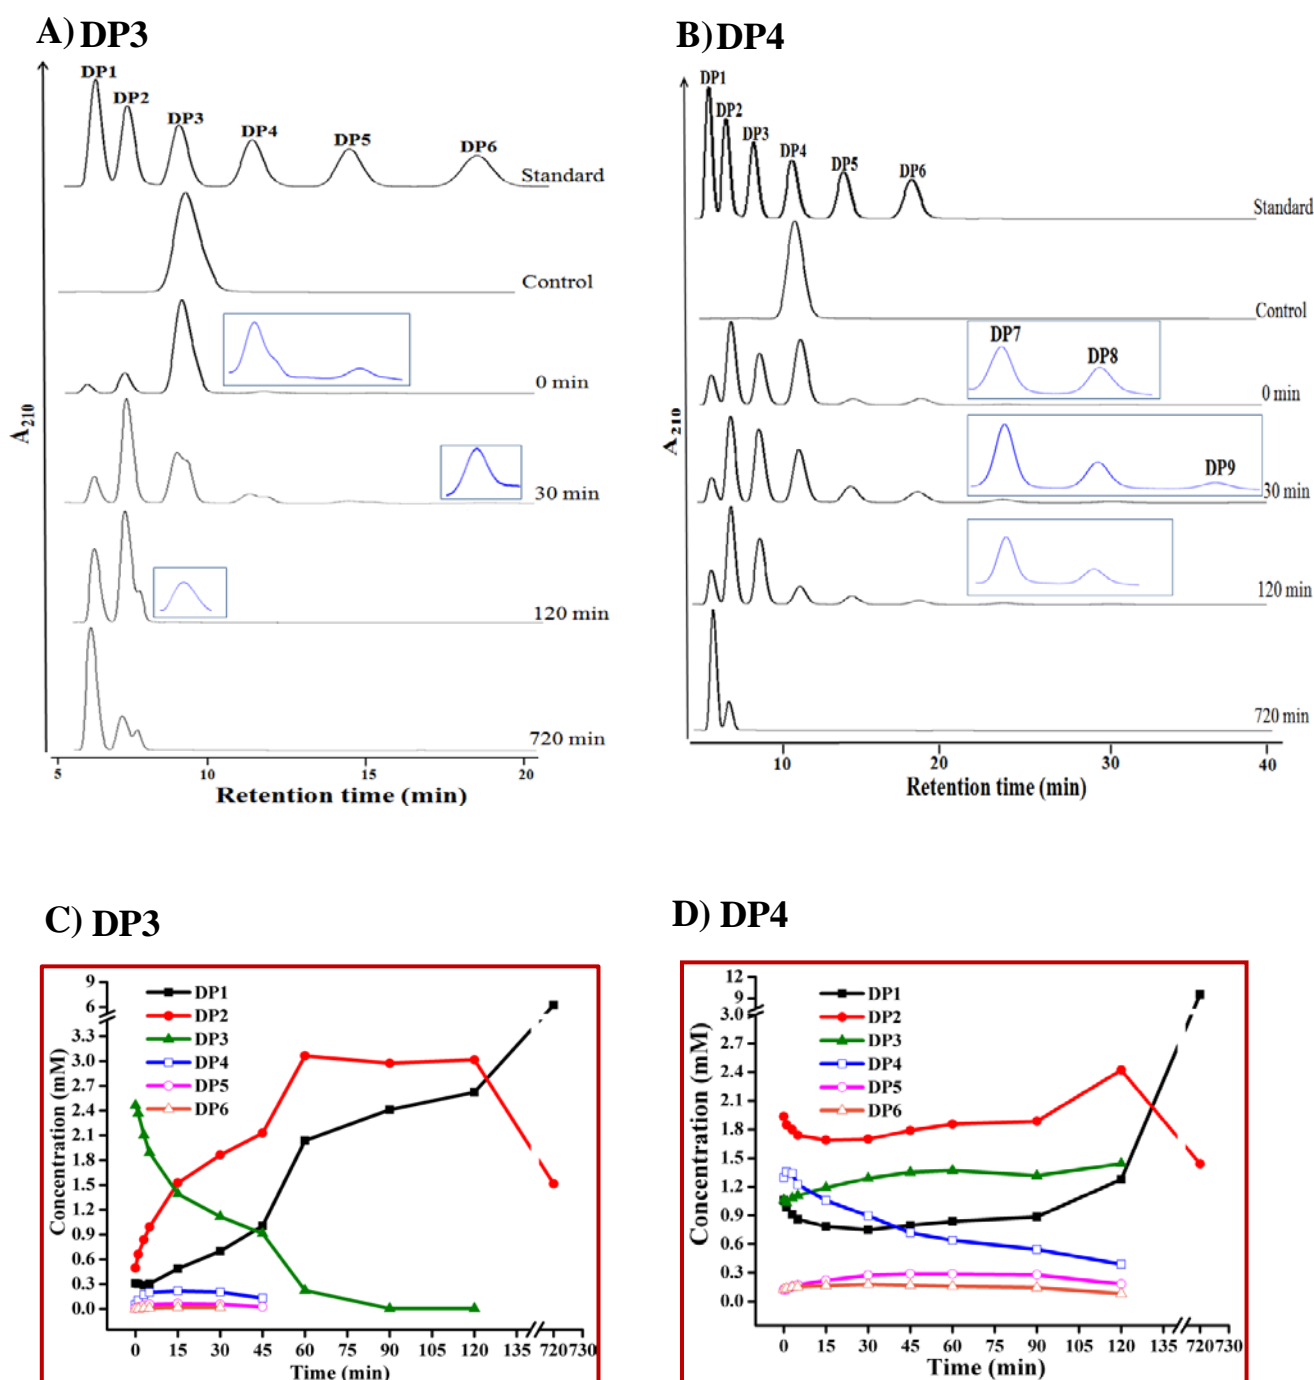 A) DP3
DP1
DP2
DP3
DP4
DP5
DP6
Standard
Control
0 min
30 min
120 min
720 min
A210
5 10 15 20
Retention time (min)
B) DP4
DP1
DP2
DP3
DP4
DP5
DP6
Standard
Control
DP7
DP8
0 min
DP9
30 min
120 min
720 min
A210
10 20 30 40
Retention time (min)
C) DP3
9
6
3.3
3.0
2.7
2.4
2.1
1.8
1.5
1.2
0.9
0.6
0.3
0.0
Concentration (mM)
DP1
DP2
DP3
DP4
DP5
DP6
0 15 30 45 60 75 90 105 120 135 720 730
Time (min)
D) DP4
12
9
3.0
2.7
2.4
2.1
1.8
1.5
1.2
0.9
0.6
0.3
0.0
Concentration (mM)
DP1
DP2
DP3
DP4
DP5
DP6
0 15 30 45 60 75 90 105 120 135 720 730
Time (min)